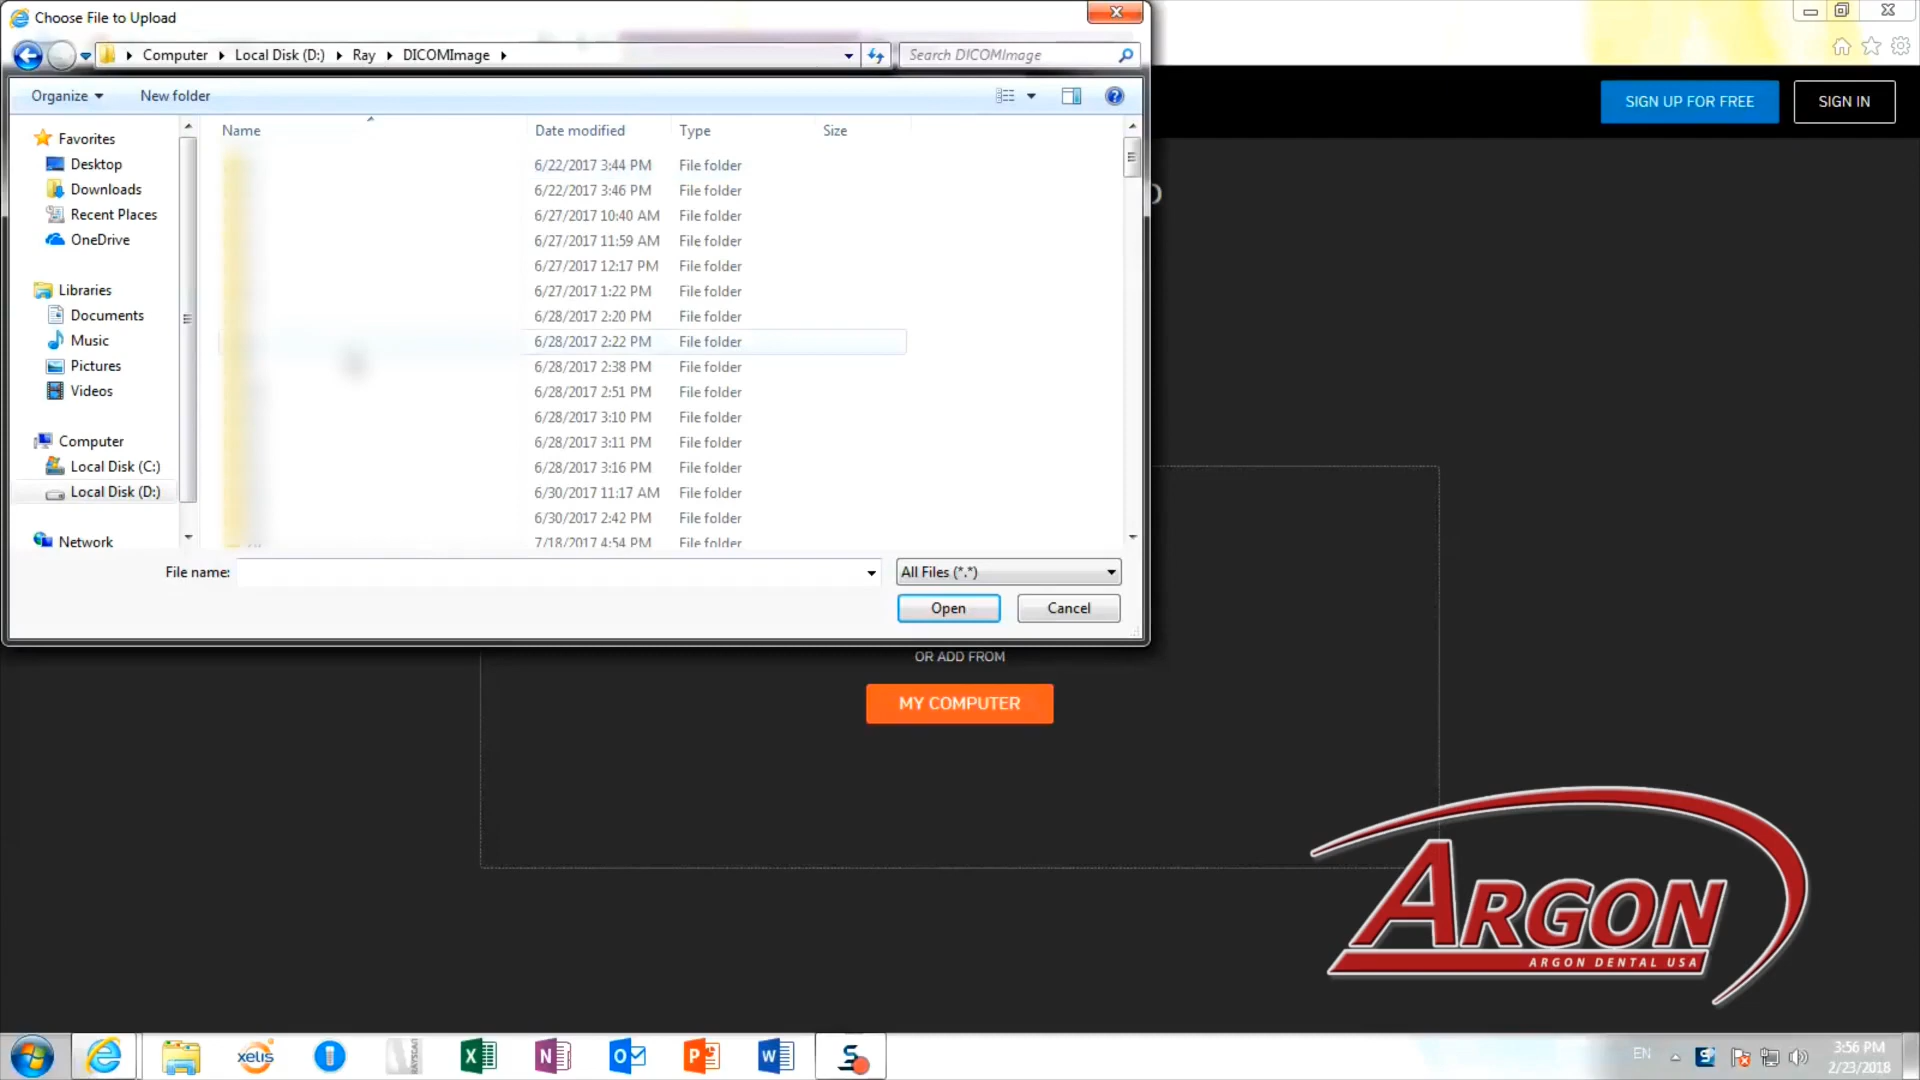 Choose File to Upload
Computer Local Disk (D:) Ray DICOMImage
Search DICOMImage
Organize New folder
SIGN UP FOR FREE SIGN IN
Name Date modified Type Size
Favorites
Desktop
Downloads
Recent Places
OneDrive
Libraries
Documents
Music
Pictures
Videos
Computer
Local Disk (C:)
Local Disk (D:)
Network
6/22/2017 3:44 PM File folder
6/22/2017 3:46 PM File folder
6/27/2017 10:40 AM File folder
6/27/2017 11:59 AM File folder
6/27/2017 12:17 PM File folder
6/27/2017 1:22 PM File folder
6/28/2017 2:20 PM File folder
6/28/2017 2:22 PM File folder
6/28/2017 2:38 PM File folder
6/28/2017 2:51 PM File folder
6/28/2017 3:10 PM File folder
6/28/2017 3:11 PM File folder
6/28/2017 3:16 PM File folder
6/30/2017 11:17 AM File folder
6/30/2017 2:42 PM File folder
7/18/2017 4:54 PM File folder
File name: All Files (*.*)
Open Cancel
OR ADD FROM
MY COMPUTER
ARGON
ARGON DENTAL USA
xelis
RAYSCAN
EN
3:56 PM
2/23/2018